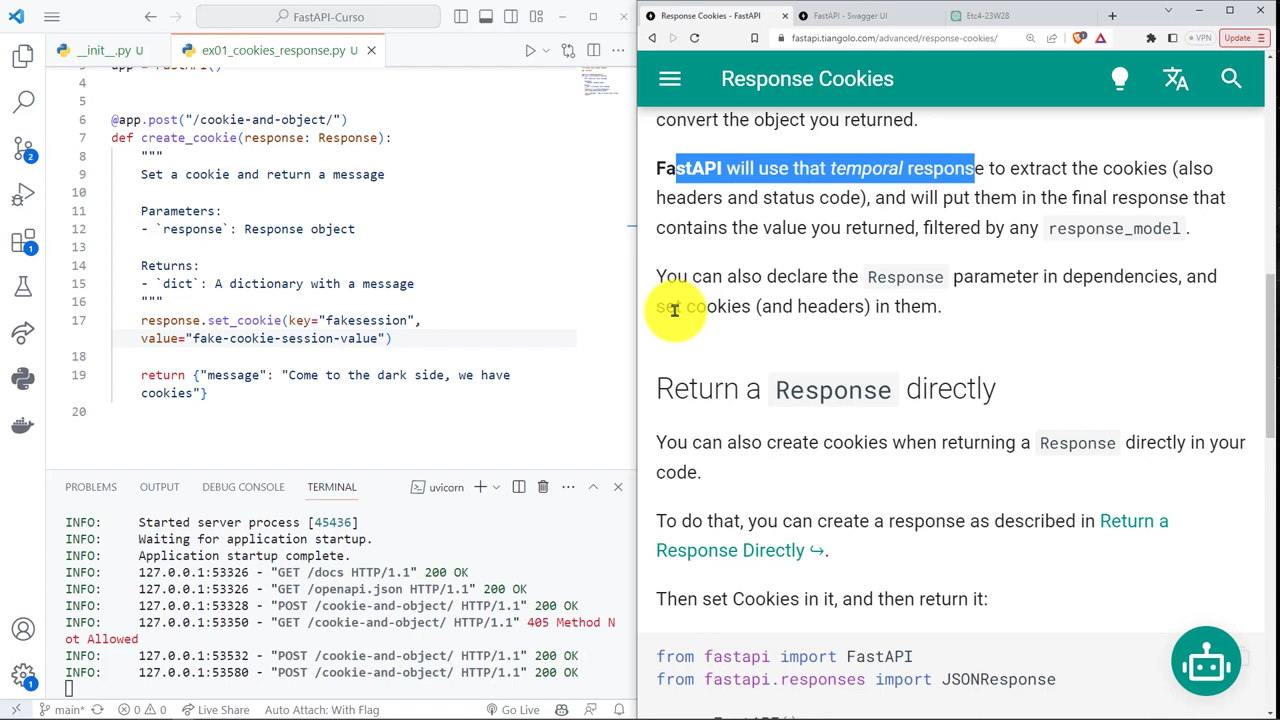 FastAPI-Curso
__init__.py U
ex01_cookies_response.py U
4
5
6 @app.post("/cookie-and-object/")
7 def create_cookie(response: Response):
8 """
9 Set a cookie and return a message
10
11 Parameters:
12 - `response`: Response object
13
14 Returns:
15 - `dict`: A dictionary with a message
16 """
17 response.set_cookie(key="fakesession",
value="fake-cookie-session-value")
18
19 return {"message": "Come to the dark side, we have
cookies"}
20
PROBLEMS OUTPUT DEBUG CONSOLE TERMINAL uvicorn
INFO: Started server process [45436]
INFO: Waiting for application startup.
INFO: Application startup complete.
INFO: 127.0.0.1:53326 - "GET /docs HTTP/1.1" 200 OK
INFO: 127.0.0.1:53326 - "GET /openapi.json HTTP/1.1" 200 OK
INFO: 127.0.0.1:53328 - "POST /cookie-and-object/ HTTP/1.1" 200 OK
INFO: 127.0.0.1:53350 - "GET /cookie-and-object/ HTTP/1.1" 405 Method N
ot Allowed
INFO: 127.0.0.1:53532 - "POST /cookie-and-object/ HTTP/1.1" 200 OK
INFO: 127.0.0.1:53580 - "POST /cookie-and-object/ HTTP/1.1" 200 OK
2
1
1
main* 0 0 Live Share Auto Attach: With Flag Go Live
Response Cookies - FastAPI
FastAPI - Swagger UI
Etc4-23W28
fastapi.tiangolo.com/advanced/response-cookies/
VPN
Update
Response Cookies
convert the object you returned.
FastAPI will use that temporal response to extract the cookies (also
headers and status code), and will put them in the final response that
contains the value you returned, filtered by any response_model.
You can also declare the Response parameter in dependencies, and
set cookies (and headers) in them.
Return a Response directly
You can also create cookies when returning a Response directly in your
code.
To do that, you can create a response as described in Return a
Response Directly ↪.
Then set Cookies in it, and then return it:
from fastapi import FastAPI
from fastapi.responses import JSONResponse